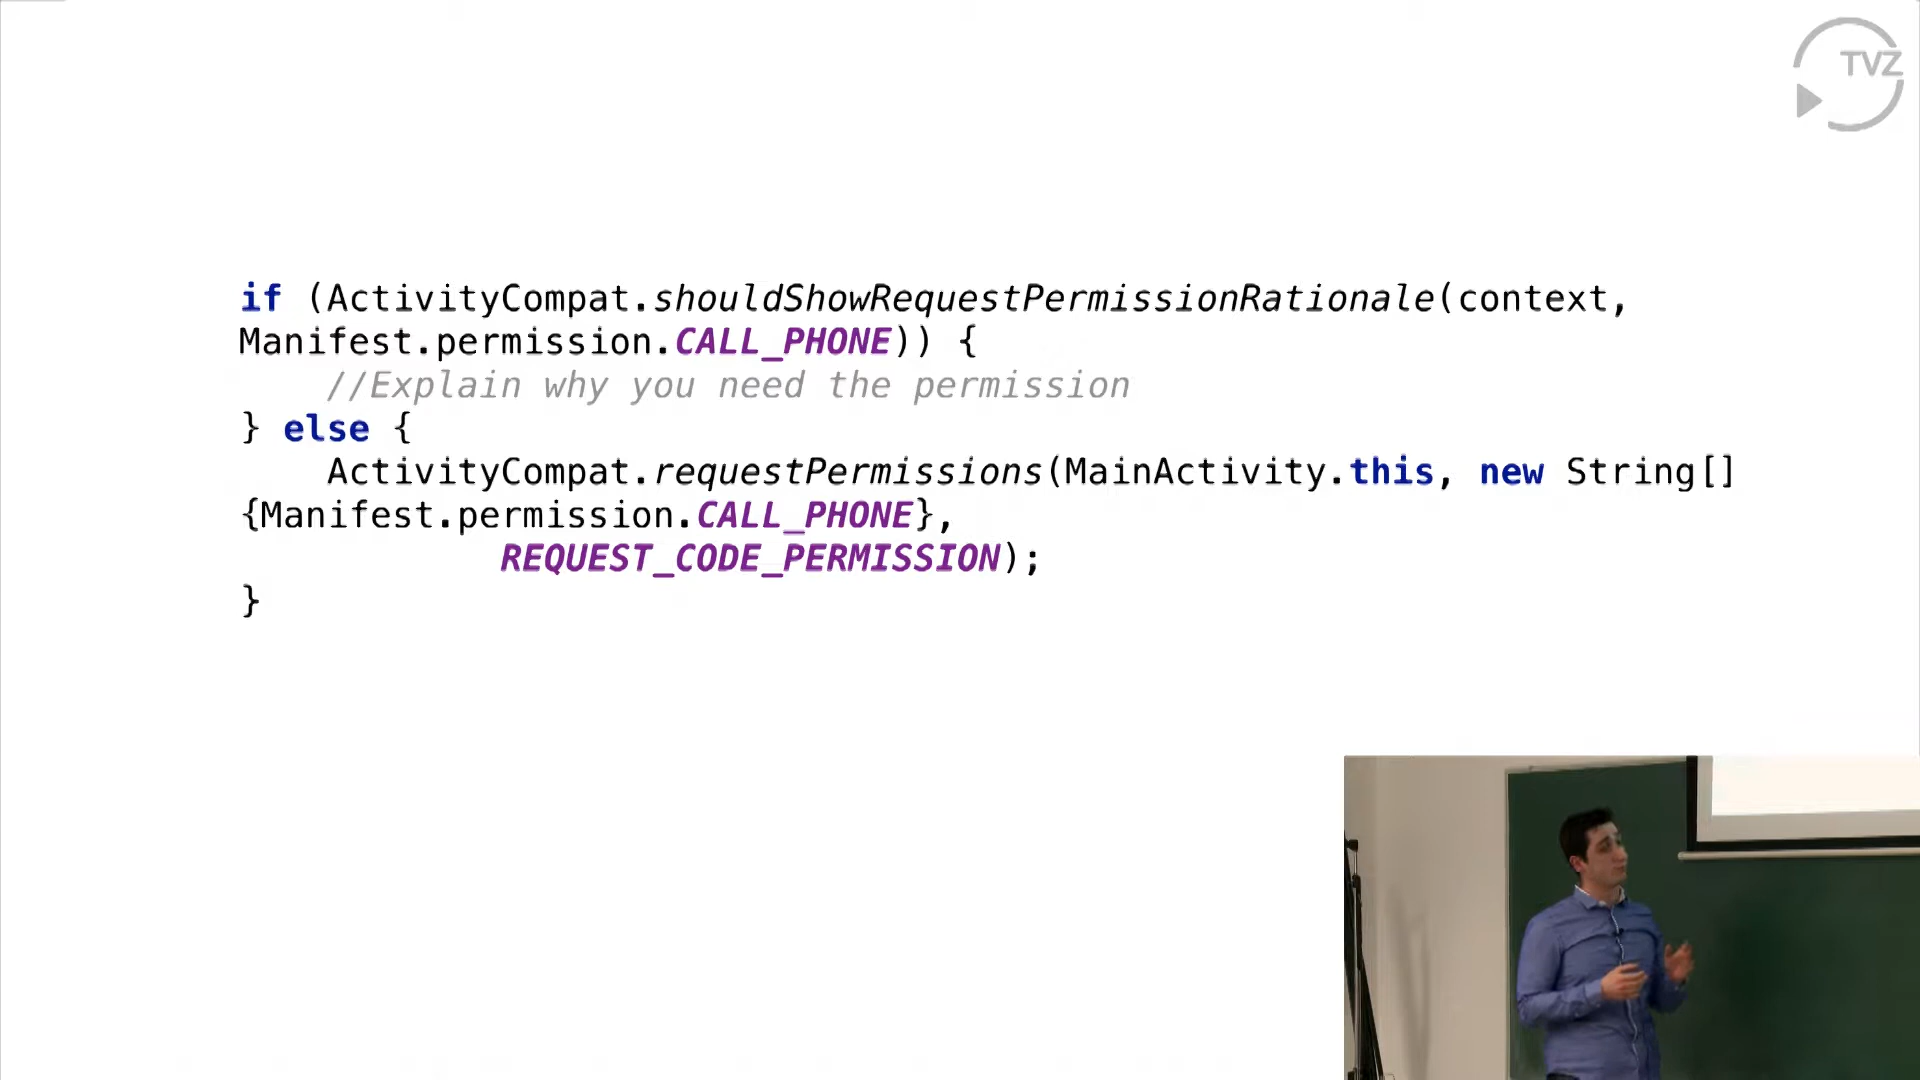 TVZ
if (ActivityCompat.shouldShowRequestPermissionRationale(context,
Manifest.permission.CALL_PHONE)) {
    //Explain why you need the permission
} else {
    ActivityCompat.requestPermissions(MainActivity.this, new String[]
{Manifest.permission.CALL_PHONE},
            REQUEST_CODE_PERMISSION);
}